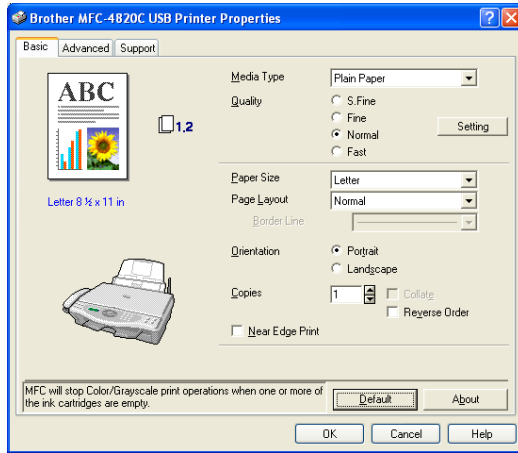 Brother MFC-4820C USB Printer Properties
Basic Advanced Support
ABC
1.2
Letter 8 ½ x 11 in
Media Type Plain Paper
Quality S.Fine
Fine
Normal
Fast
Setting
Paper Size Letter
Page Layout Normal
Border Line
Orientation Portrait
Landscape
Copies 1 Collate
Reverse Order
Near Edge Print
MFC will stop Color/Grayscale print operations when one or more of
the ink cartridges are empty.
Default About
OK Cancel Help